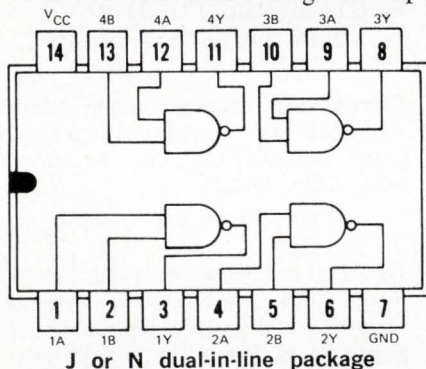 V_CC 4B 4A 4Y 3B 3A 3Y
14 13 12 11 10 9 8
1 2 3 4 5 6 7
1A 1B 1Y 2A 2B 2Y GND
J or N dual-in-line package